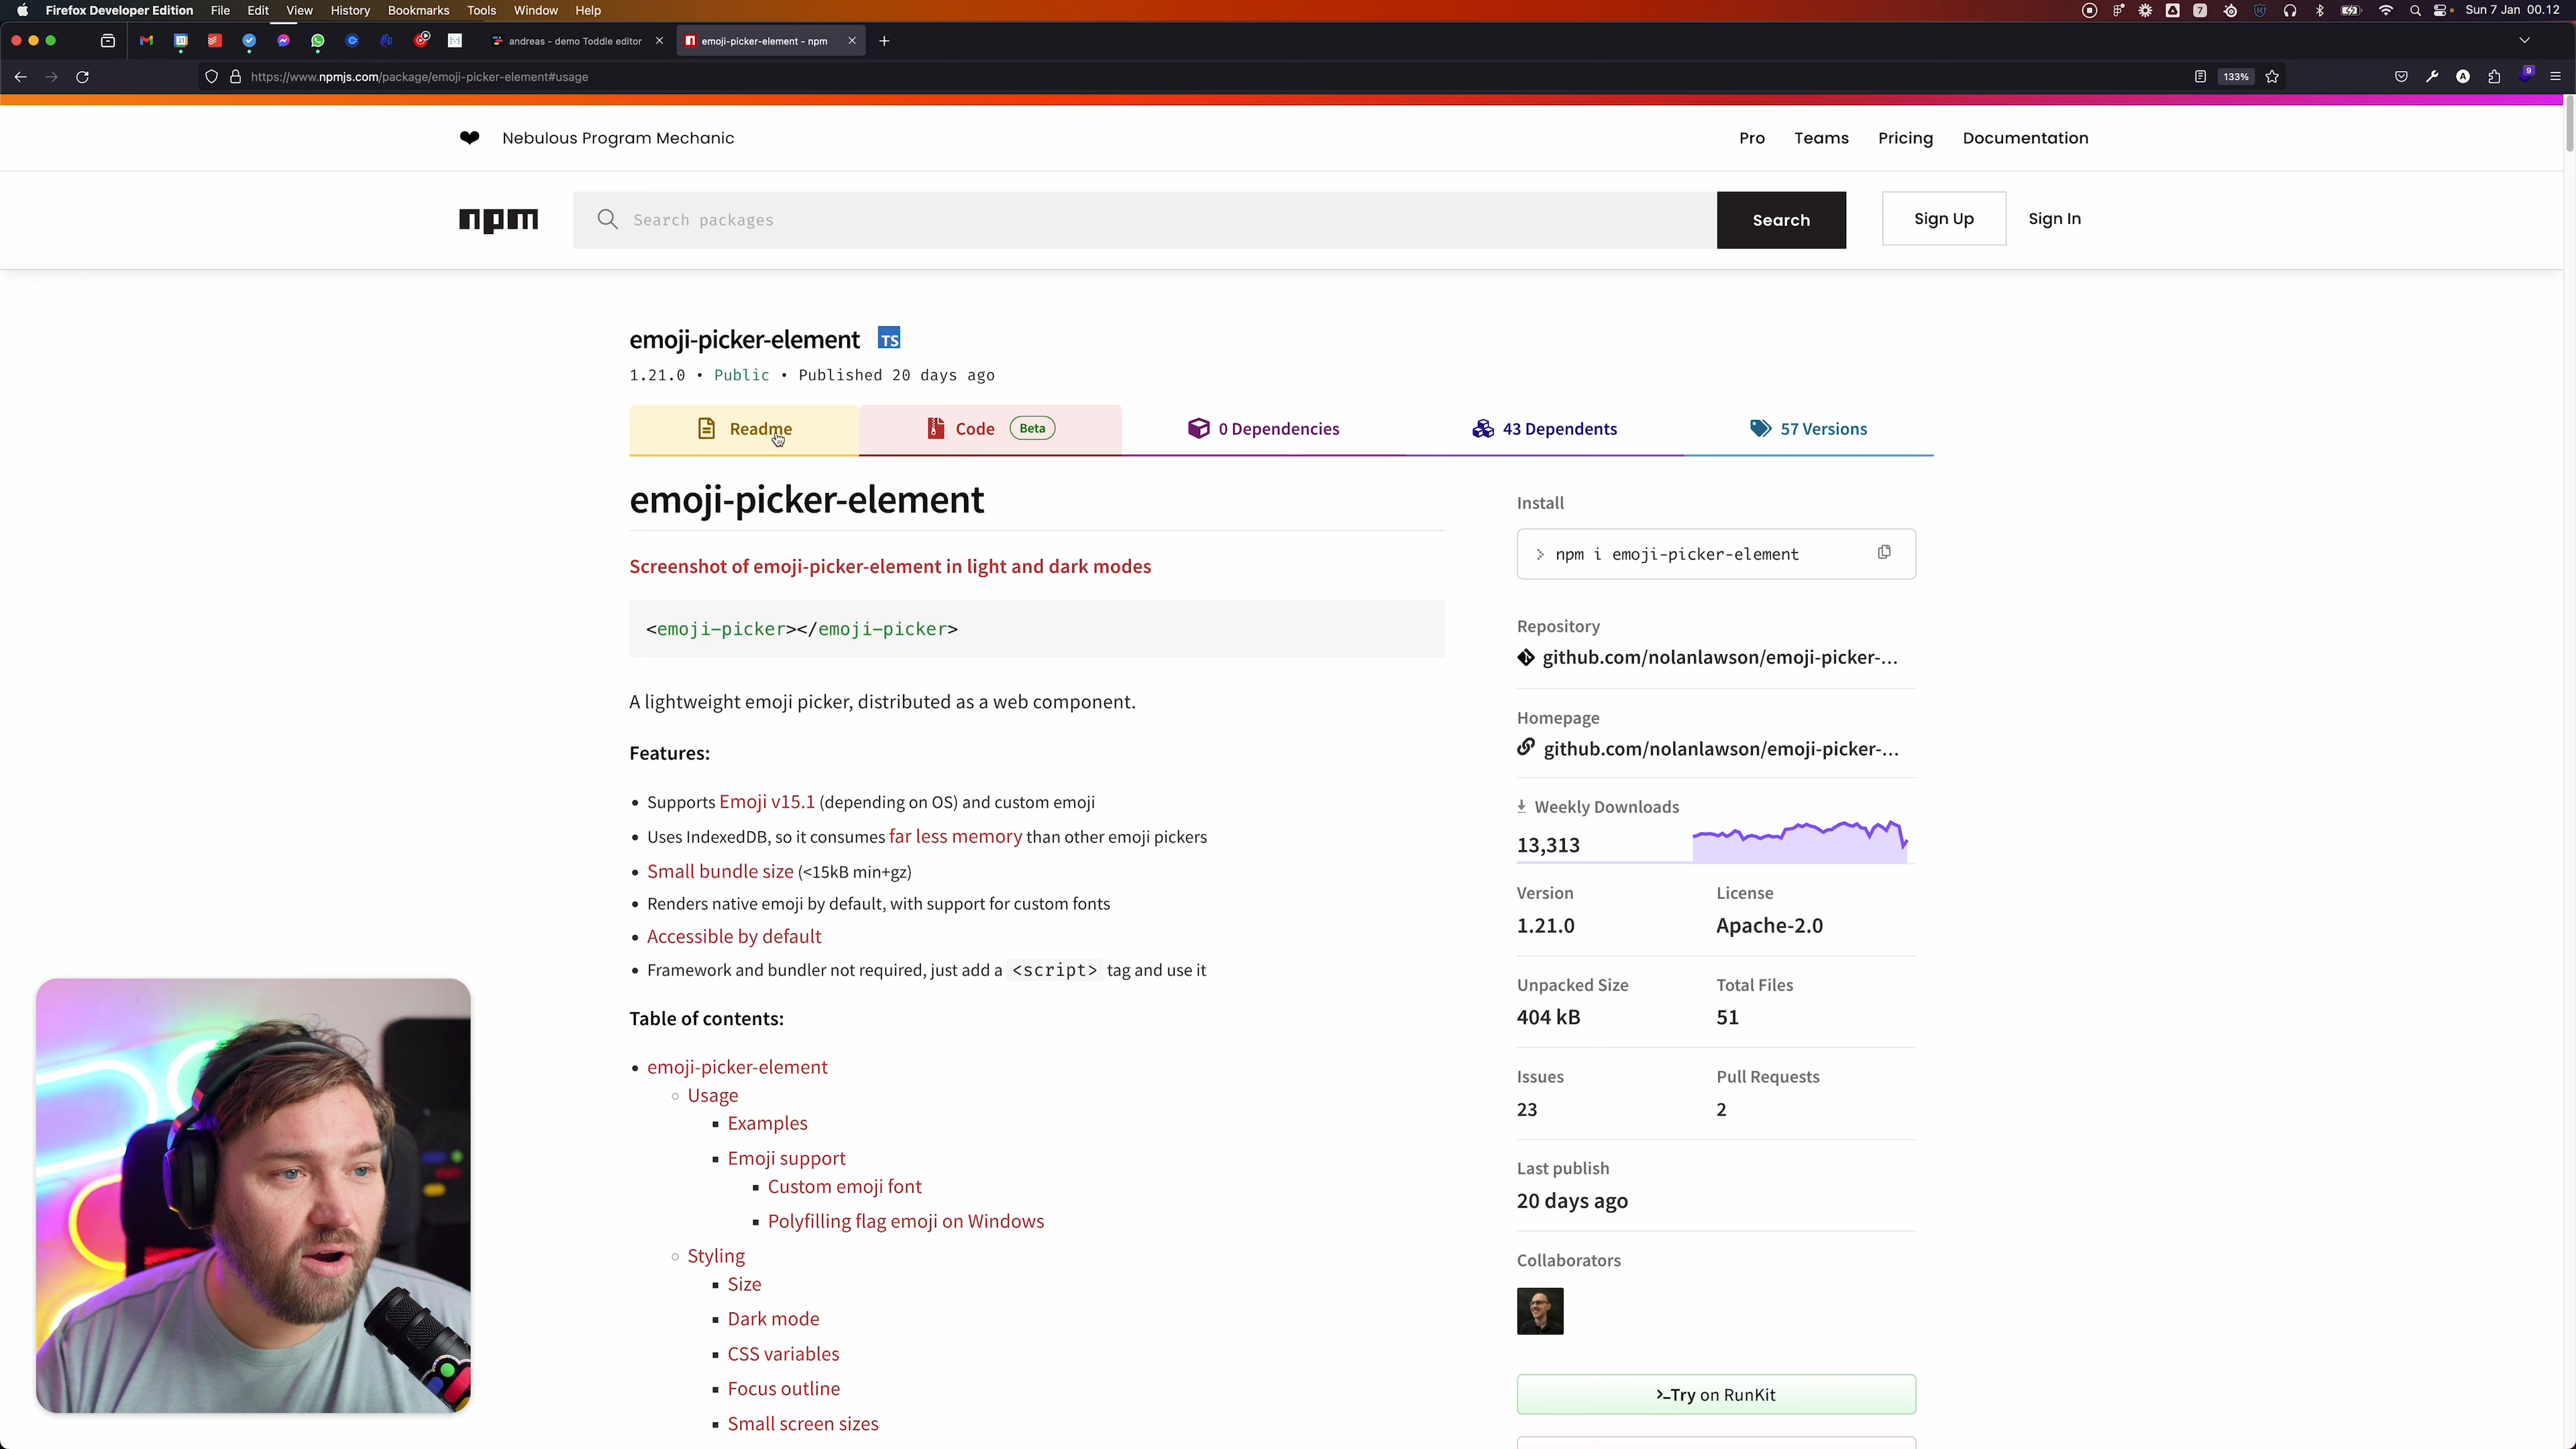 Firefox Developer Edition File Edit View History Bookmarks Tools Window Help
7
Sun 7 Jan 00.12
31
andreas - demo Toddle editor
emoji-picker-element - npm
https://www.npmjs.com/package/emoji-picker-element#usage
133%
9
Nebulous Program Mechanic
Pro Teams Pricing Documentation
npm
Search packages
Search
Sign Up
Sign In
emoji-picker-element TS
1.21.0 • Public • Published 20 days ago
Readme
Code Beta
0 Dependencies
43 Dependents
57 Versions
emoji-picker-element
Screenshot of emoji-picker-element in light and dark modes
<emoji-picker></emoji-picker>
A lightweight emoji picker, distributed as a web component.
Features:
• Supports Emoji v15.1 (depending on OS) and custom emoji
• Uses IndexedDB, so it consumes far less memory than other emoji pickers
• Small bundle size (<15kB min+gz)
• Renders native emoji by default, with support for custom fonts
• Accessible by default
• Framework and bundler not required, just add a <script> tag and use it
Table of contents:
• emoji-picker-element
Usage
Examples
Emoji support
Custom emoji font
Polyfilling flag emoji on Windows
Styling
Size
Dark mode
CSS variables
Focus outline
Small screen sizes
Install
> npm i emoji-picker-element
Repository
github.com/nolanlawson/emoji-picker-...
Homepage
github.com/nolanlawson/emoji-picker-...
Weekly Downloads
13,313
Version
1.21.0
License
Apache-2.0
Unpacked Size
404 kB
Total Files
51
Issues
23
Pull Requests
2
Last publish
20 days ago
Collaborators
>-Try on RunKit